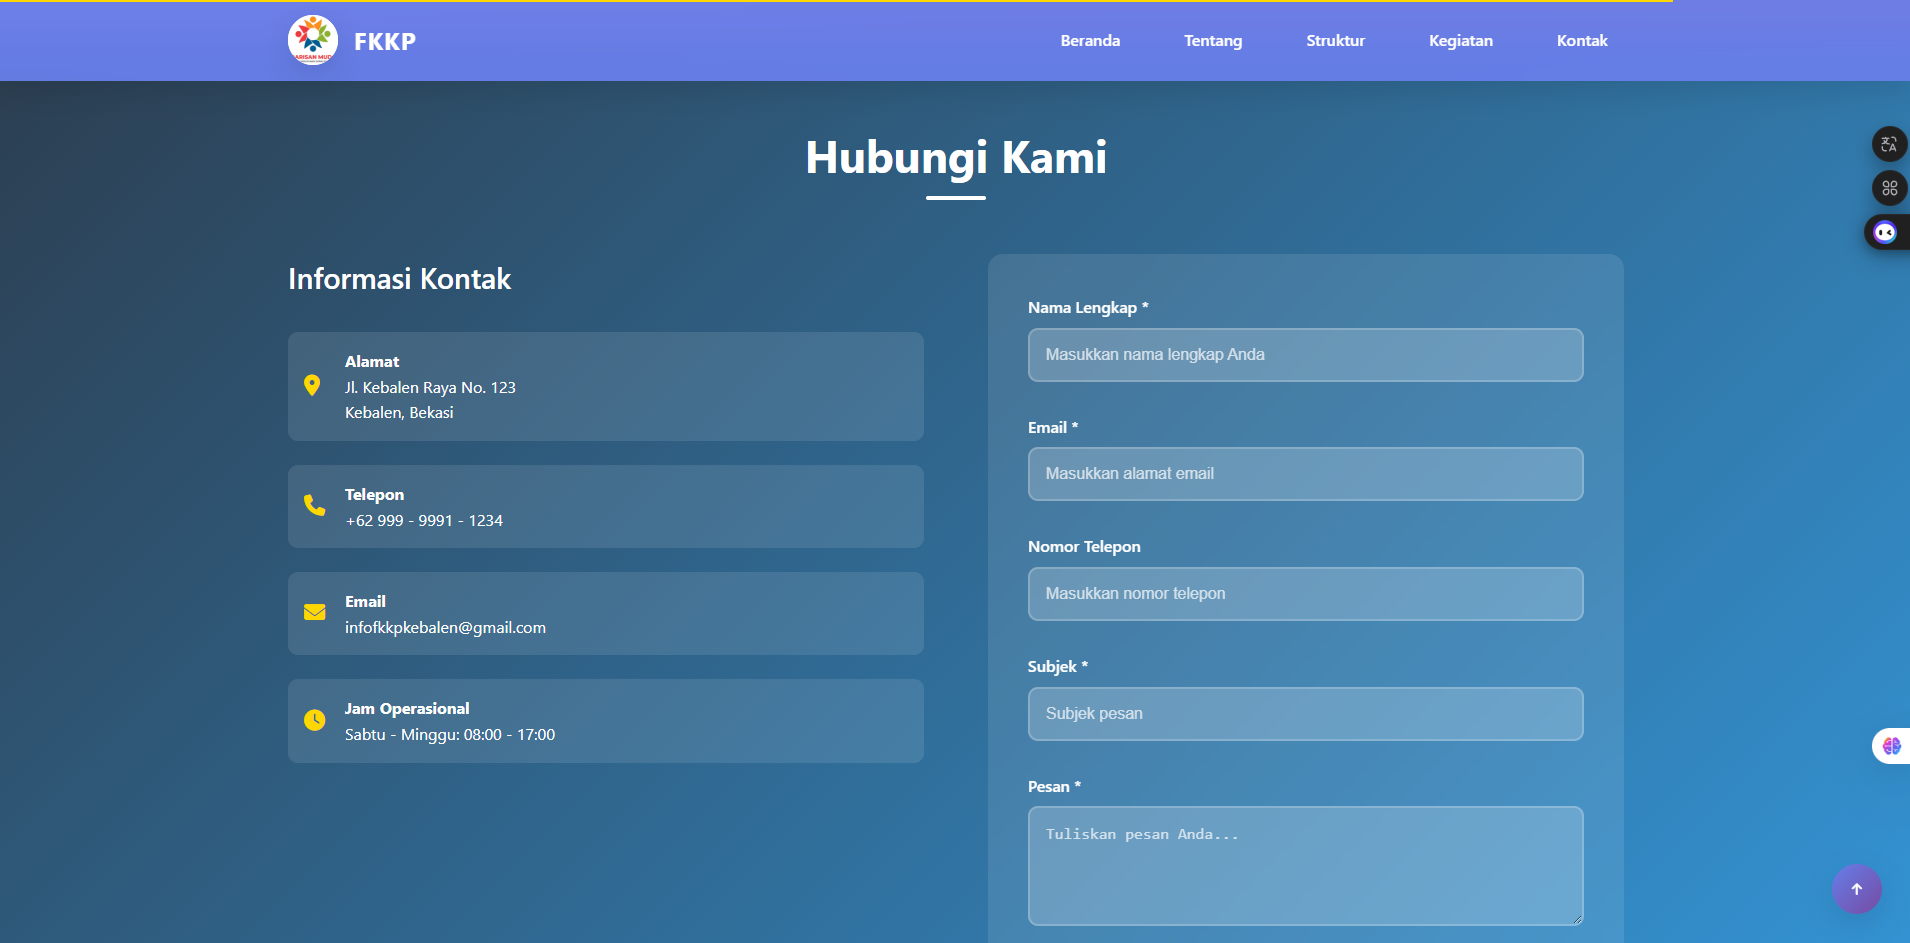 ARISAN MUD
FKKP
Beranda
Tentang
Struktur
Kegiatan
Kontak
Hubungi Kami
Informasi Kontak
Alamat
Jl. Kebalen Raya No. 123
Kebalen, Bekasi
Telepon
+62 999 - 9991 - 1234
Email
infofkkpkebalen@gmail.com
Jam Operasional
Sabtu - Minggu: 08:00 - 17:00
Nama Lengkap *
Masukkan nama lengkap Anda
Email *
Masukkan alamat email
Nomor Telepon
Masukkan nomor telepon
Subjek *
Subjek pesan
Pesan *
Tuliskan pesan Anda...